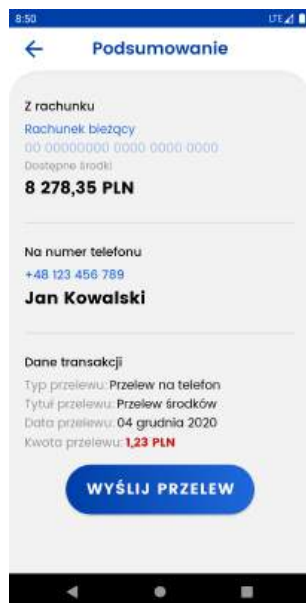 8:50 LTE
Podsumowanie
Z rachunku
Rachunek bieżący
00 00000000 0000 0000 0000
Dostępne środki
8 278,35 PLN
Na numer telefonu
+48 123 456 789
Jan Kowalski
Dane transakcji
Typ przelewu: Przelew na telefon
Tytuł przelewu: Przelew środków
Data przelewu: 04 grudnia 2020
Kwota przelewu: 1,23 PLN
WYŚLIJ PRZELEW